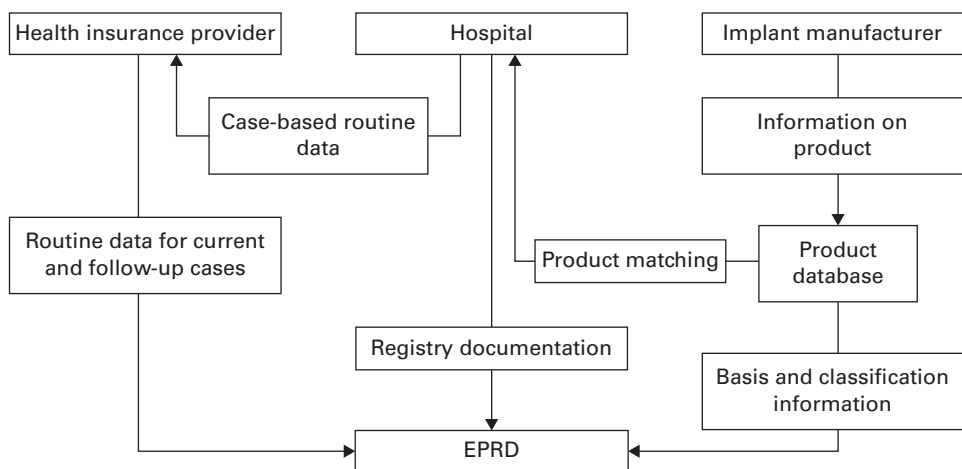 Health insurance provider
Hospital
Implant manufacturer
Case-based routine
data
Information on
product
Routine data for current
and follow-up cases
Product matching
Product
database
Registry documentation
Basis and classification
information
EPRD